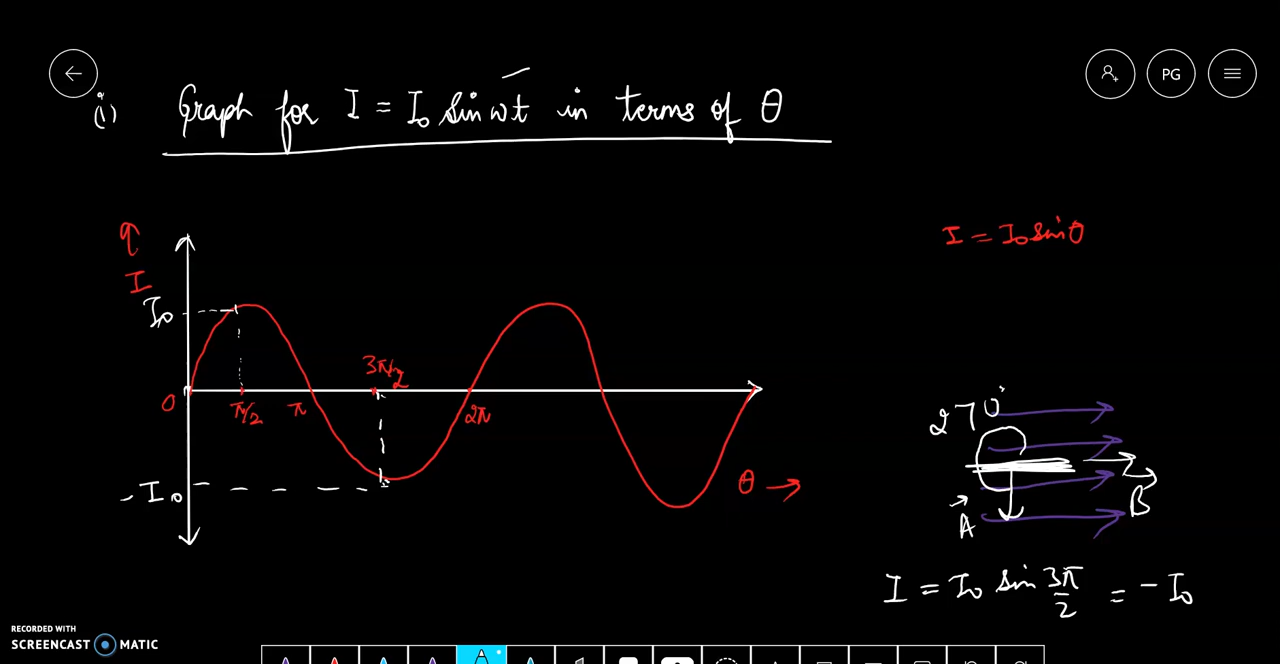 PG
(i) Graph for I = I₀ sin ωt in terms of θ
I
I = I₀ sin θ
I₀
3π/2
0
π/2
π
2π
270°
-I₀
θ →
B
A
I = I₀ sin 3π/2 = - I₀
RECORDED WITH
SCREENCAST MATIC